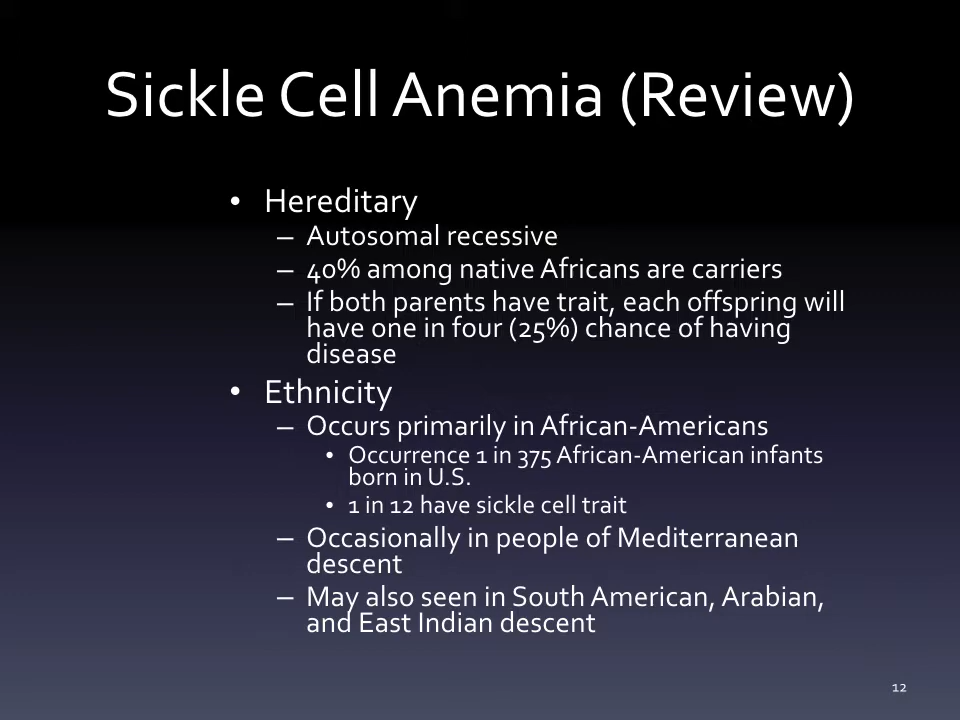 Sickle Cell Anemia (Review)
• Hereditary
– Autosomal recessive
– 40% among native Africans are carriers
– If both parents have trait, each offspring will
have one in four (25%) chance of having
disease
• Ethnicity
– Occurs primarily in African-Americans
• Occurrence 1 in 375 African-American infants
born in U.S.
• 1 in 12 have sickle cell trait
– Occasionally in people of Mediterranean
descent
– May also seen in South American, Arabian,
and East Indian descent
12